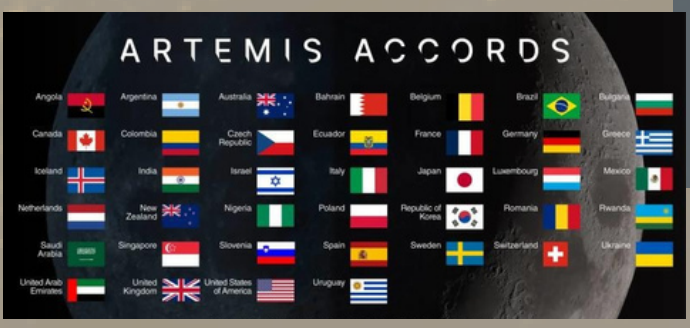 ARTEMIS ACCORDS
Angola Argentina Australia Bahrain Belgium Brazil Bulgaria
Canada Colombia Czech Republic Ecuador France Germany Greece
Iceland India Israel Italy Japan Luxembourg Mexico
Netherlands New Zealand Nigeria Poland Republic of Korea Romania Rwanda
Saudi Arabia Singapore Slovenia Spain Sweden Switzerland Ukraine
United Arab Emirates United Kingdom United States of America Uruguay